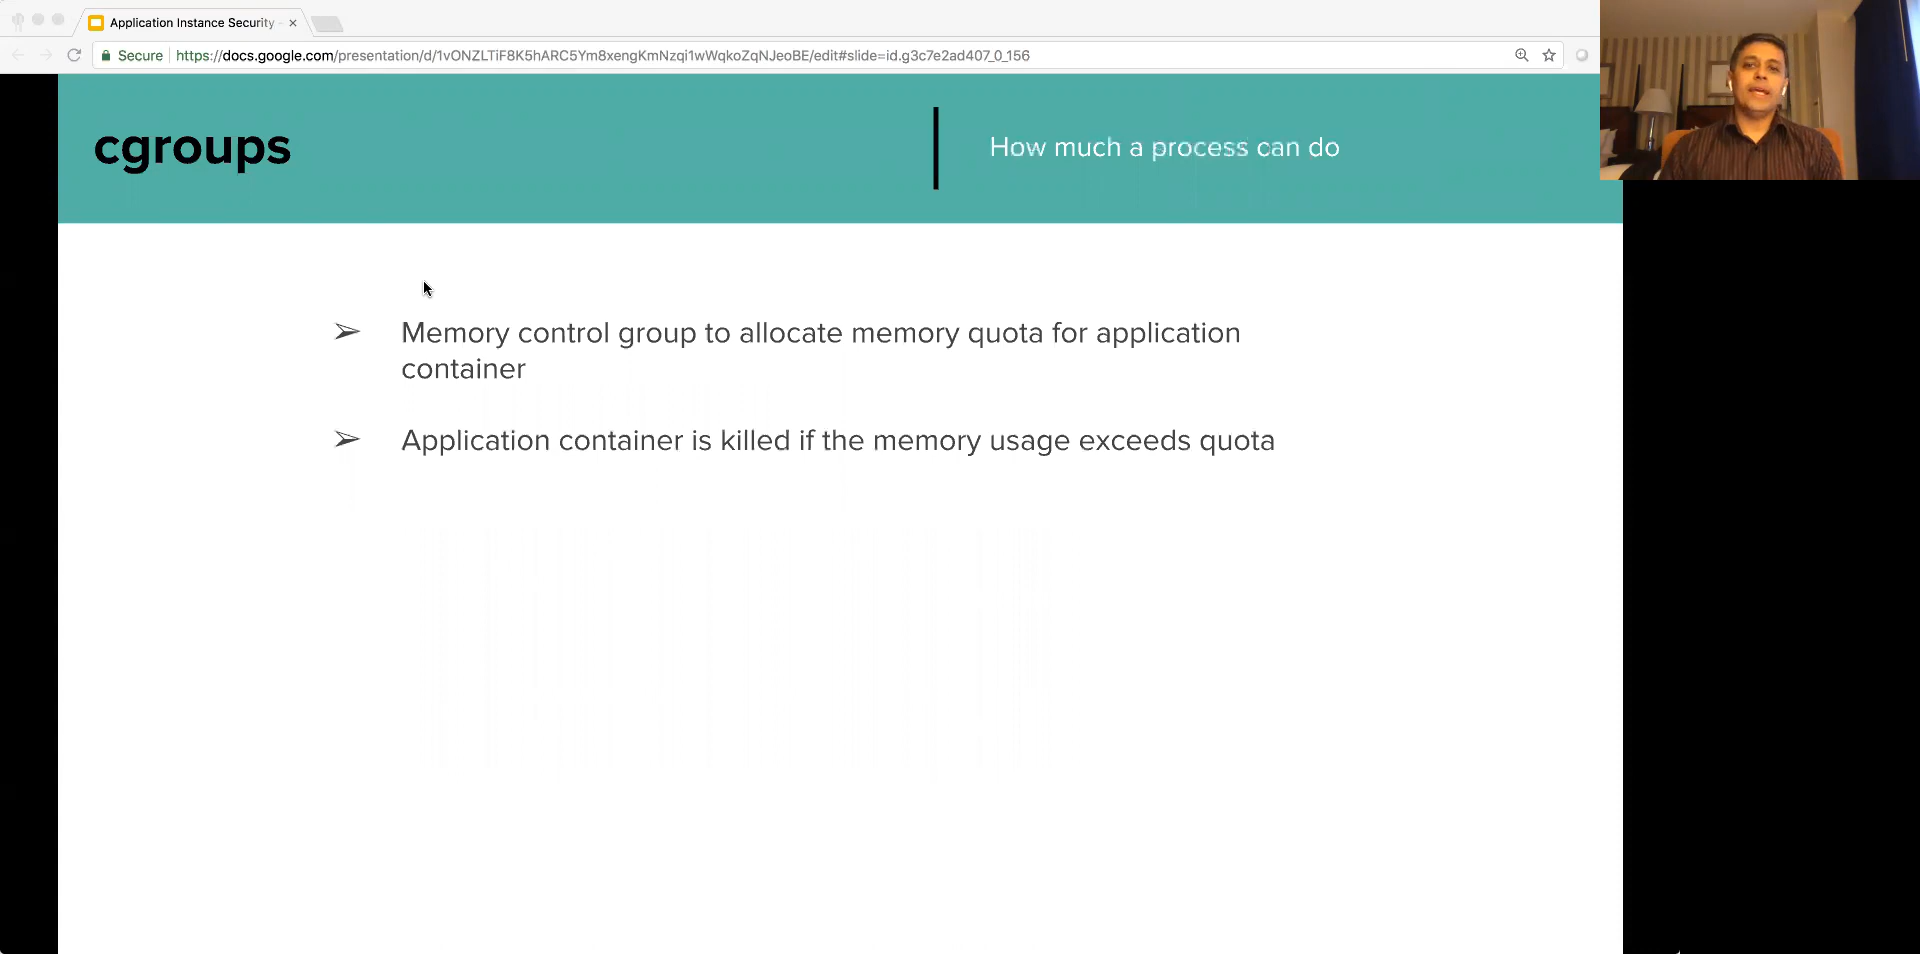 Application Instance Security
Secure
https://docs.google.com/presentation/d/1vONZLTiF8K5hARC5Ym8xengKmNzqi1wWqkoZqNJeoBE/edit#slide=id.g3c7e2ad407_0_156
cgroups
How much a process can do
➢ Memory control group to allocate memory quota for application
container
➢ Application container is killed if the memory usage exceeds quota